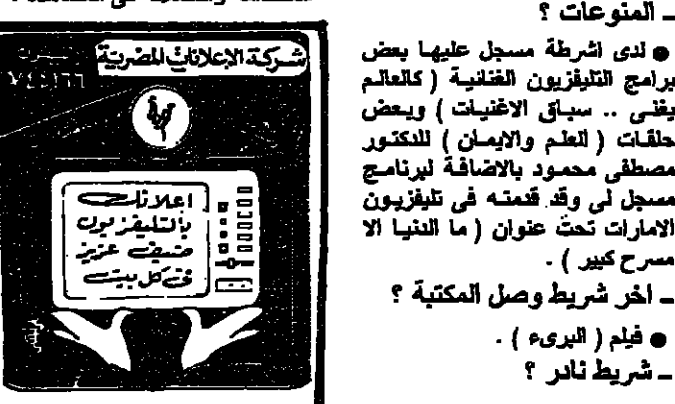 ـ المنوعات ؟
● لدى اشرطة مسجل عليها بعض
برامج التليفزيون الغنائية ( كالعالم
يغنى .. سباق الاغنيات ) وبعض
حلقات ( العلم والايمان ) للدكتور
مصطفى محمود بالاضافة لبرنامج
مسجل لى وقد قدمته فى تليفزيون
الامارات تحت عنوان ( ما الدنيا الا
مسرح كبير ) .
ـ اخر شريط وصل المكتبة ؟
● فيلم ( البرىء ) .
ـ شريط نادر ؟
شركة الإعلانات المصرية
اعلانك
بالتليفزيون
ضيف عزيز
فى كل بيت